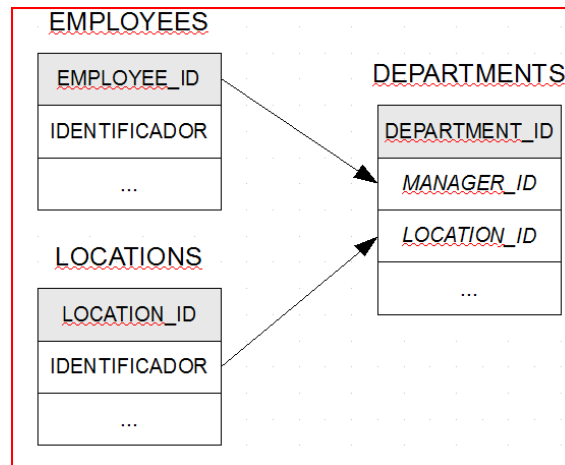 EMPLOYEES
EMPLOYEE_ID
IDENTIFICADOR
...
DEPARTMENTS
DEPARTMENT_ID
MANAGER_ID
LOCATION_ID
...
LOCATIONS
LOCATION_ID
IDENTIFICADOR
...